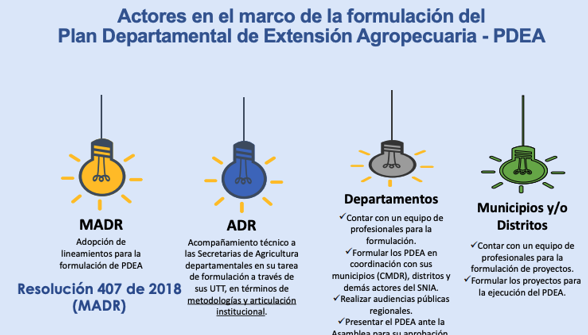 Actores en el marco de la formulación del
Plan Departamental de Extensión Agropecuaria - PDEA
MADR
Adopción de
lineamientos para la
formulación de PDEA
Resolución 407 de 2018
(MADR)
ADR
Acompañamiento técnico a
las Secretarias de Agricultura
departamentales en su tarea
de formulación a través de
sus UTT, en términos de
metodologías y articulación
institucional.
Departamentos
✓Contar con un equipo de
profesionales para la
formulación.
✓Formular los PDEA en
coordinación con sus
municipios (CMDR), distritos y
demás actores del SNIA.
✓Realizar audiencias públicas
regionales.
✓Presentar el PDEA ante la
Asamblea para su aprobación
Municipios y/o
Distritos
✓Contar con un equipo de
profesionales para la
formulación de proyectos.
✓Formular los proyectos para
la ejecución del PDEA.